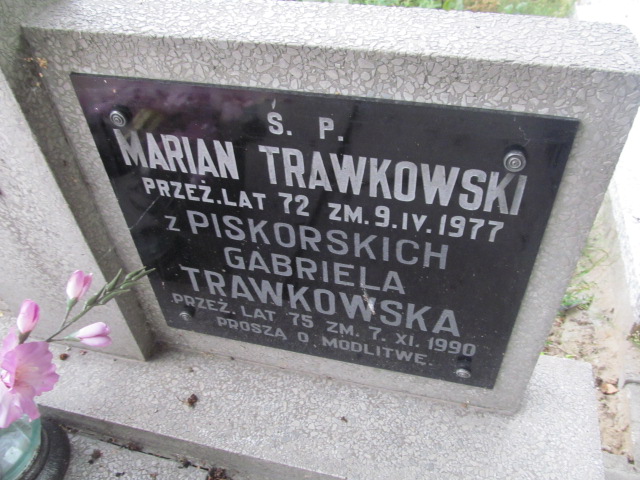 Ś. P.
MARIAN TRAWKOWSKI
PRZEŻ. LAT 72 ZM. 9. IV. 1977
z PISKORSKICH
GABRIELA
TRAWKOWSKA
PRZEŻ. LAT 75 ZM. 7. XI. 1990
PROSZĄ O MODLITWĘ.